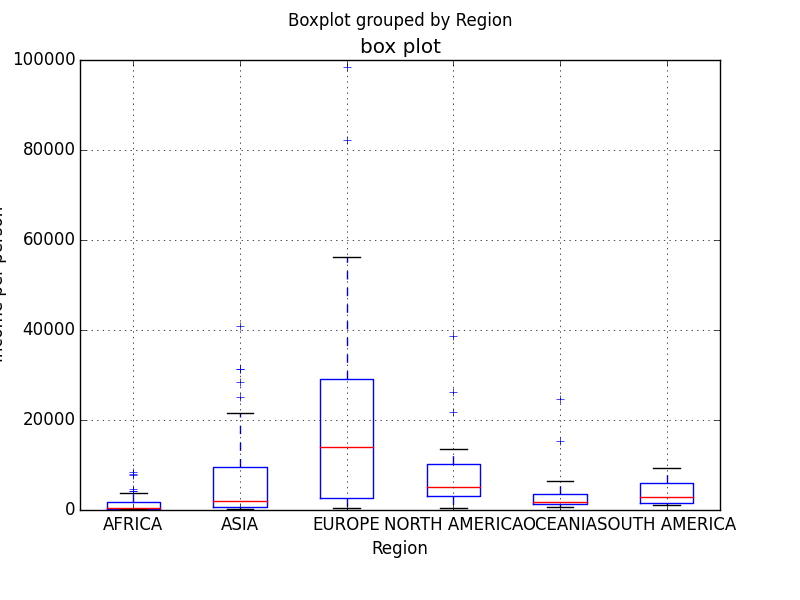 Boxplot grouped by Region
box plot
100000
80000
60000
40000
20000
0
AFRICA ASIA EUROPE NORTH AMERICA OCEANIA SOUTH AMERICA
Region